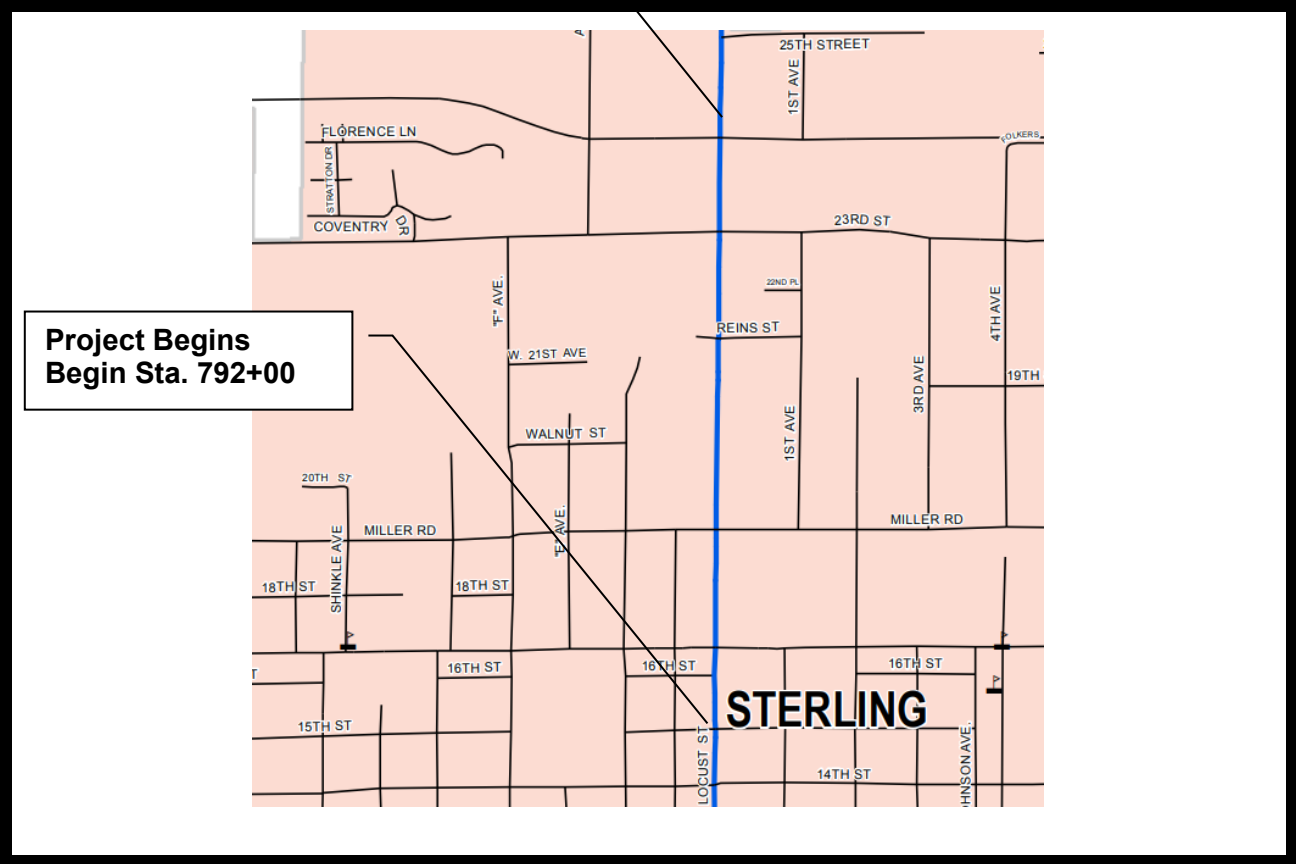 A
25TH STREET
1ST AVE
FLORENCE LN
FOLKERS
STRATTON DR
COVENTRY
DR
23RD ST
"F" AVE.
22ND PL
4TH AVE
REINS ST
Project Begins
Begin Sta. 792+00
W. 21ST AVE
3RD AVE
19TH
1ST AVE
WALNUT ST
20TH ST
MILLER RD
"E" AVE.
MILLER RD
SHINKLE AVE
18TH ST
18TH ST
T
16TH ST
16TH ST
16TH ST
STERLING
15TH ST
LOCUST ST
HNSON AVE.
14TH ST